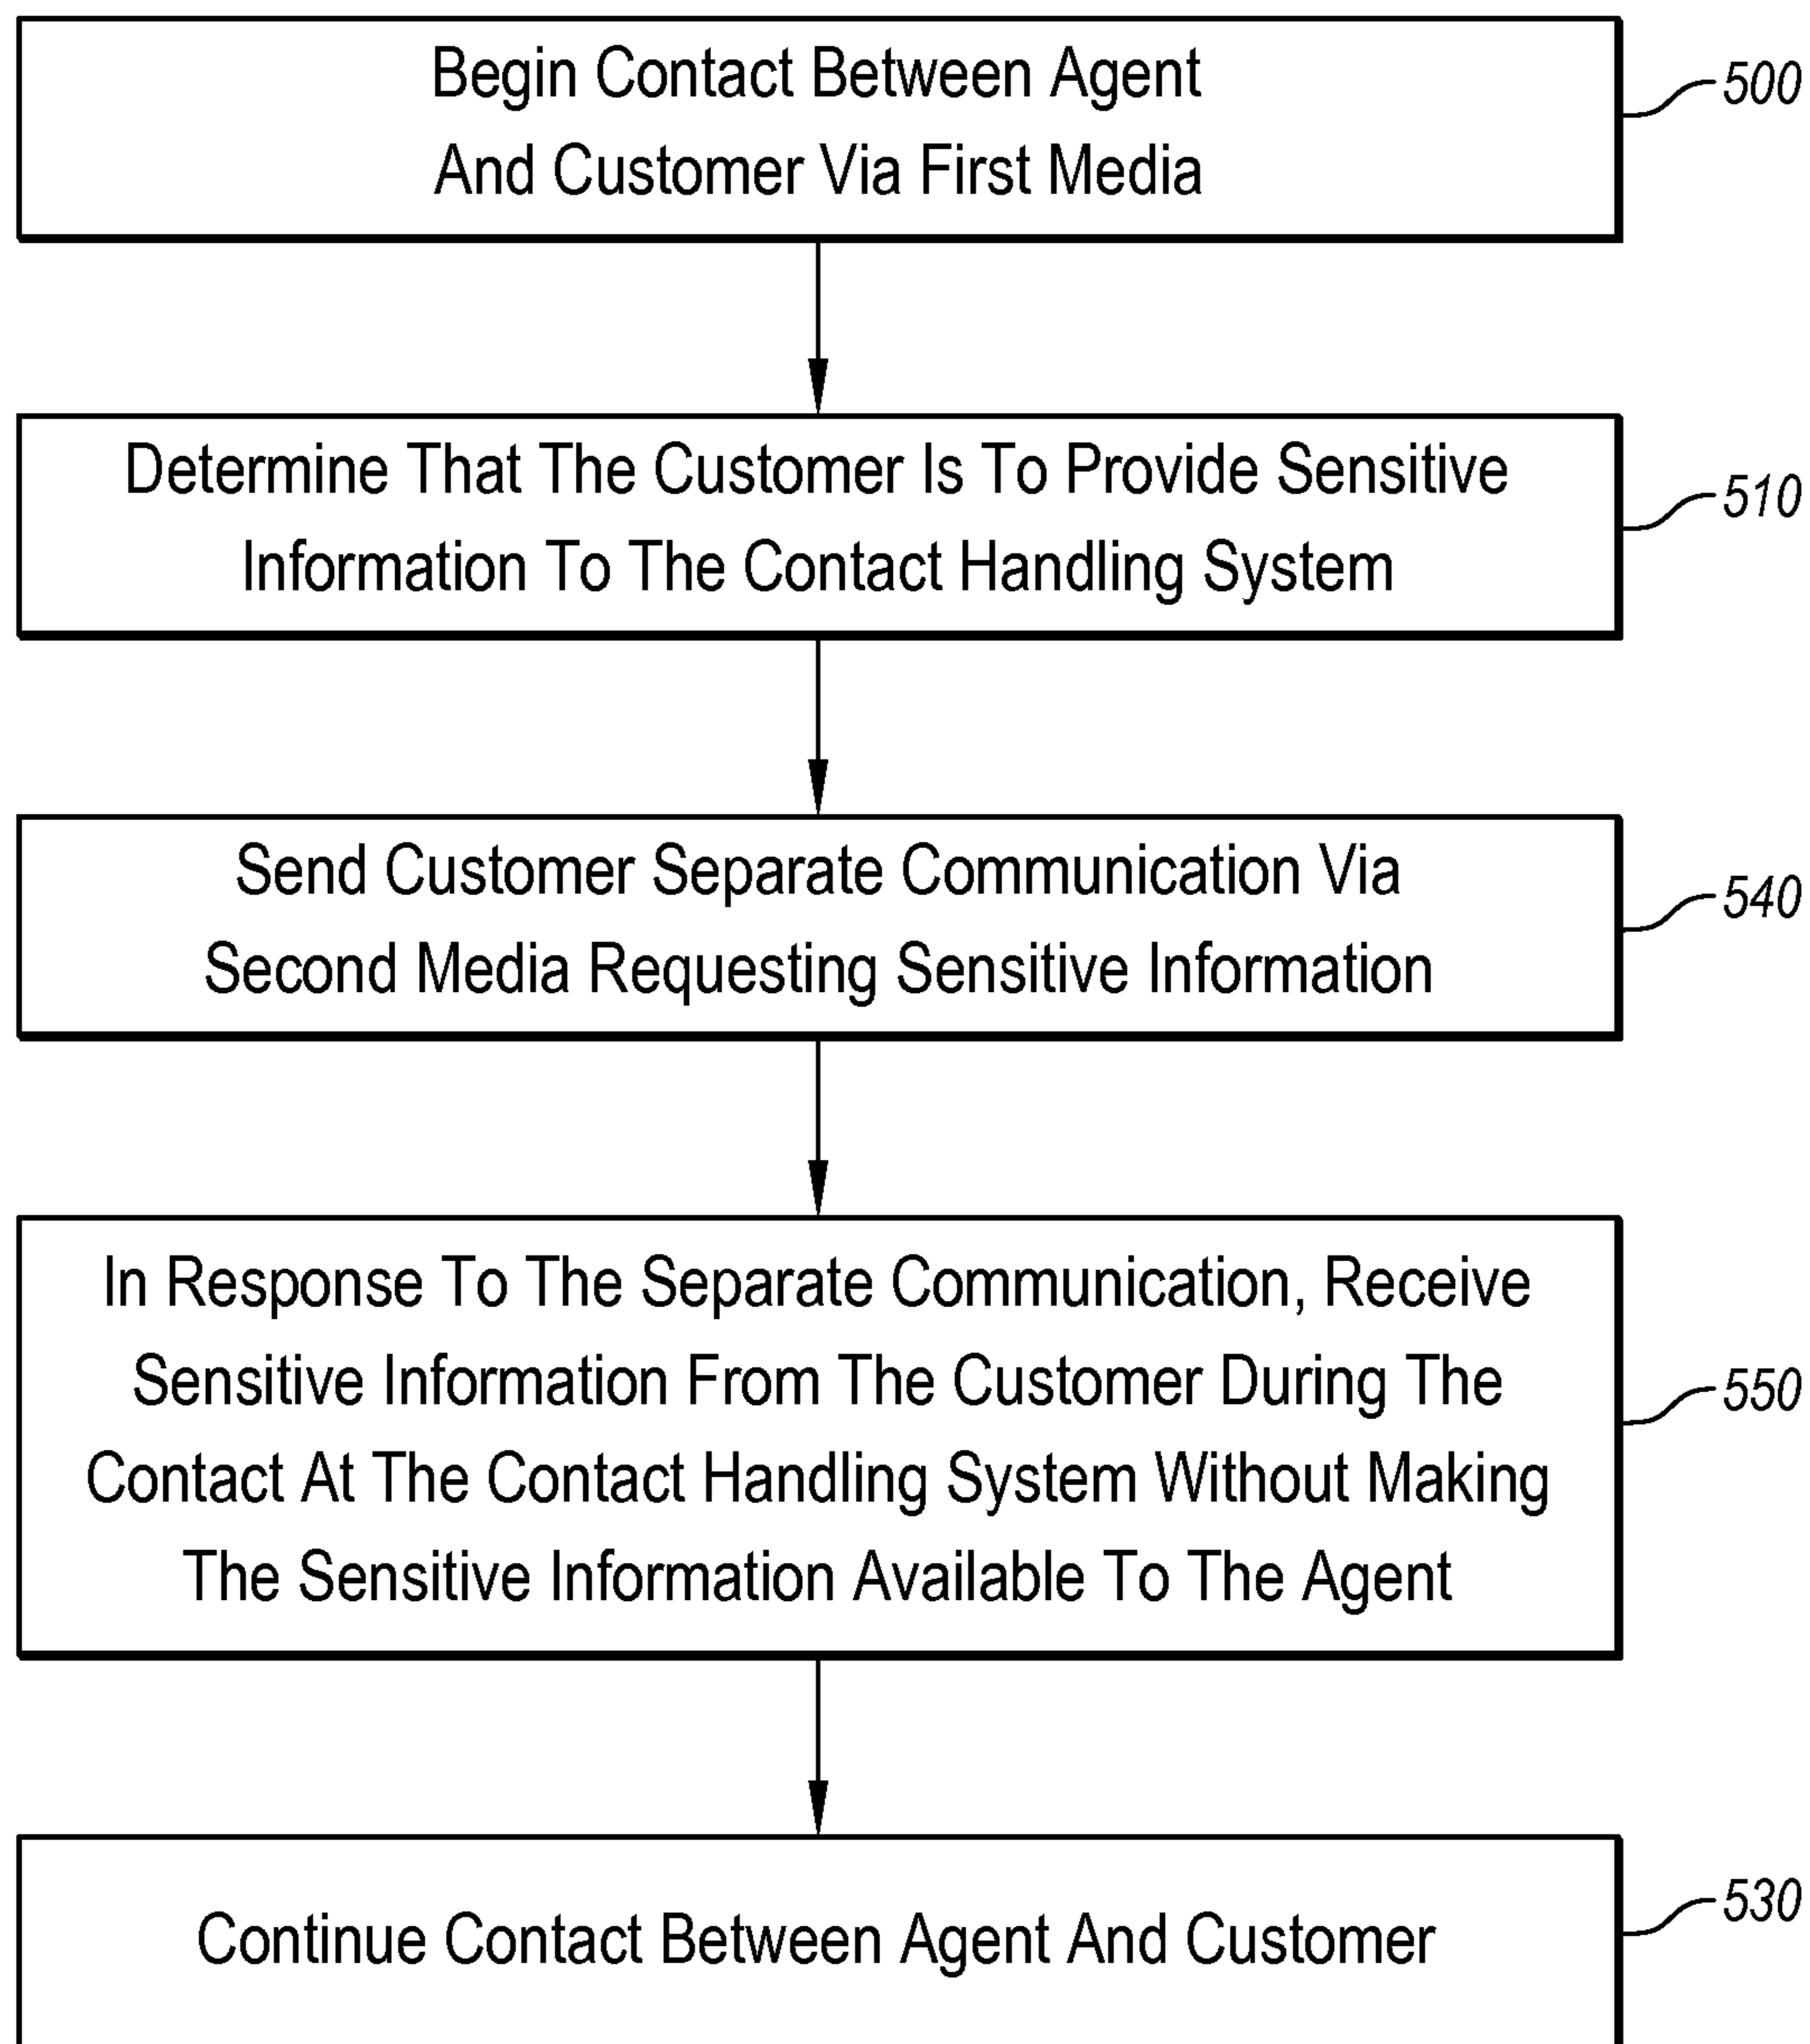 Begin Contact Between Agent
And Customer Via First Media
500
Determine That The Customer Is To Provide Sensitive
Information To The Contact Handling System
510
Send Customer Separate Communication Via
Second Media Requesting Sensitive Information
540
In Response To The Separate Communication, Receive
Sensitive Information From The Customer During The
Contact At The Contact Handling System Without Making
The Sensitive Information Available To The Agent
550
Continue Contact Between Agent And Customer
530